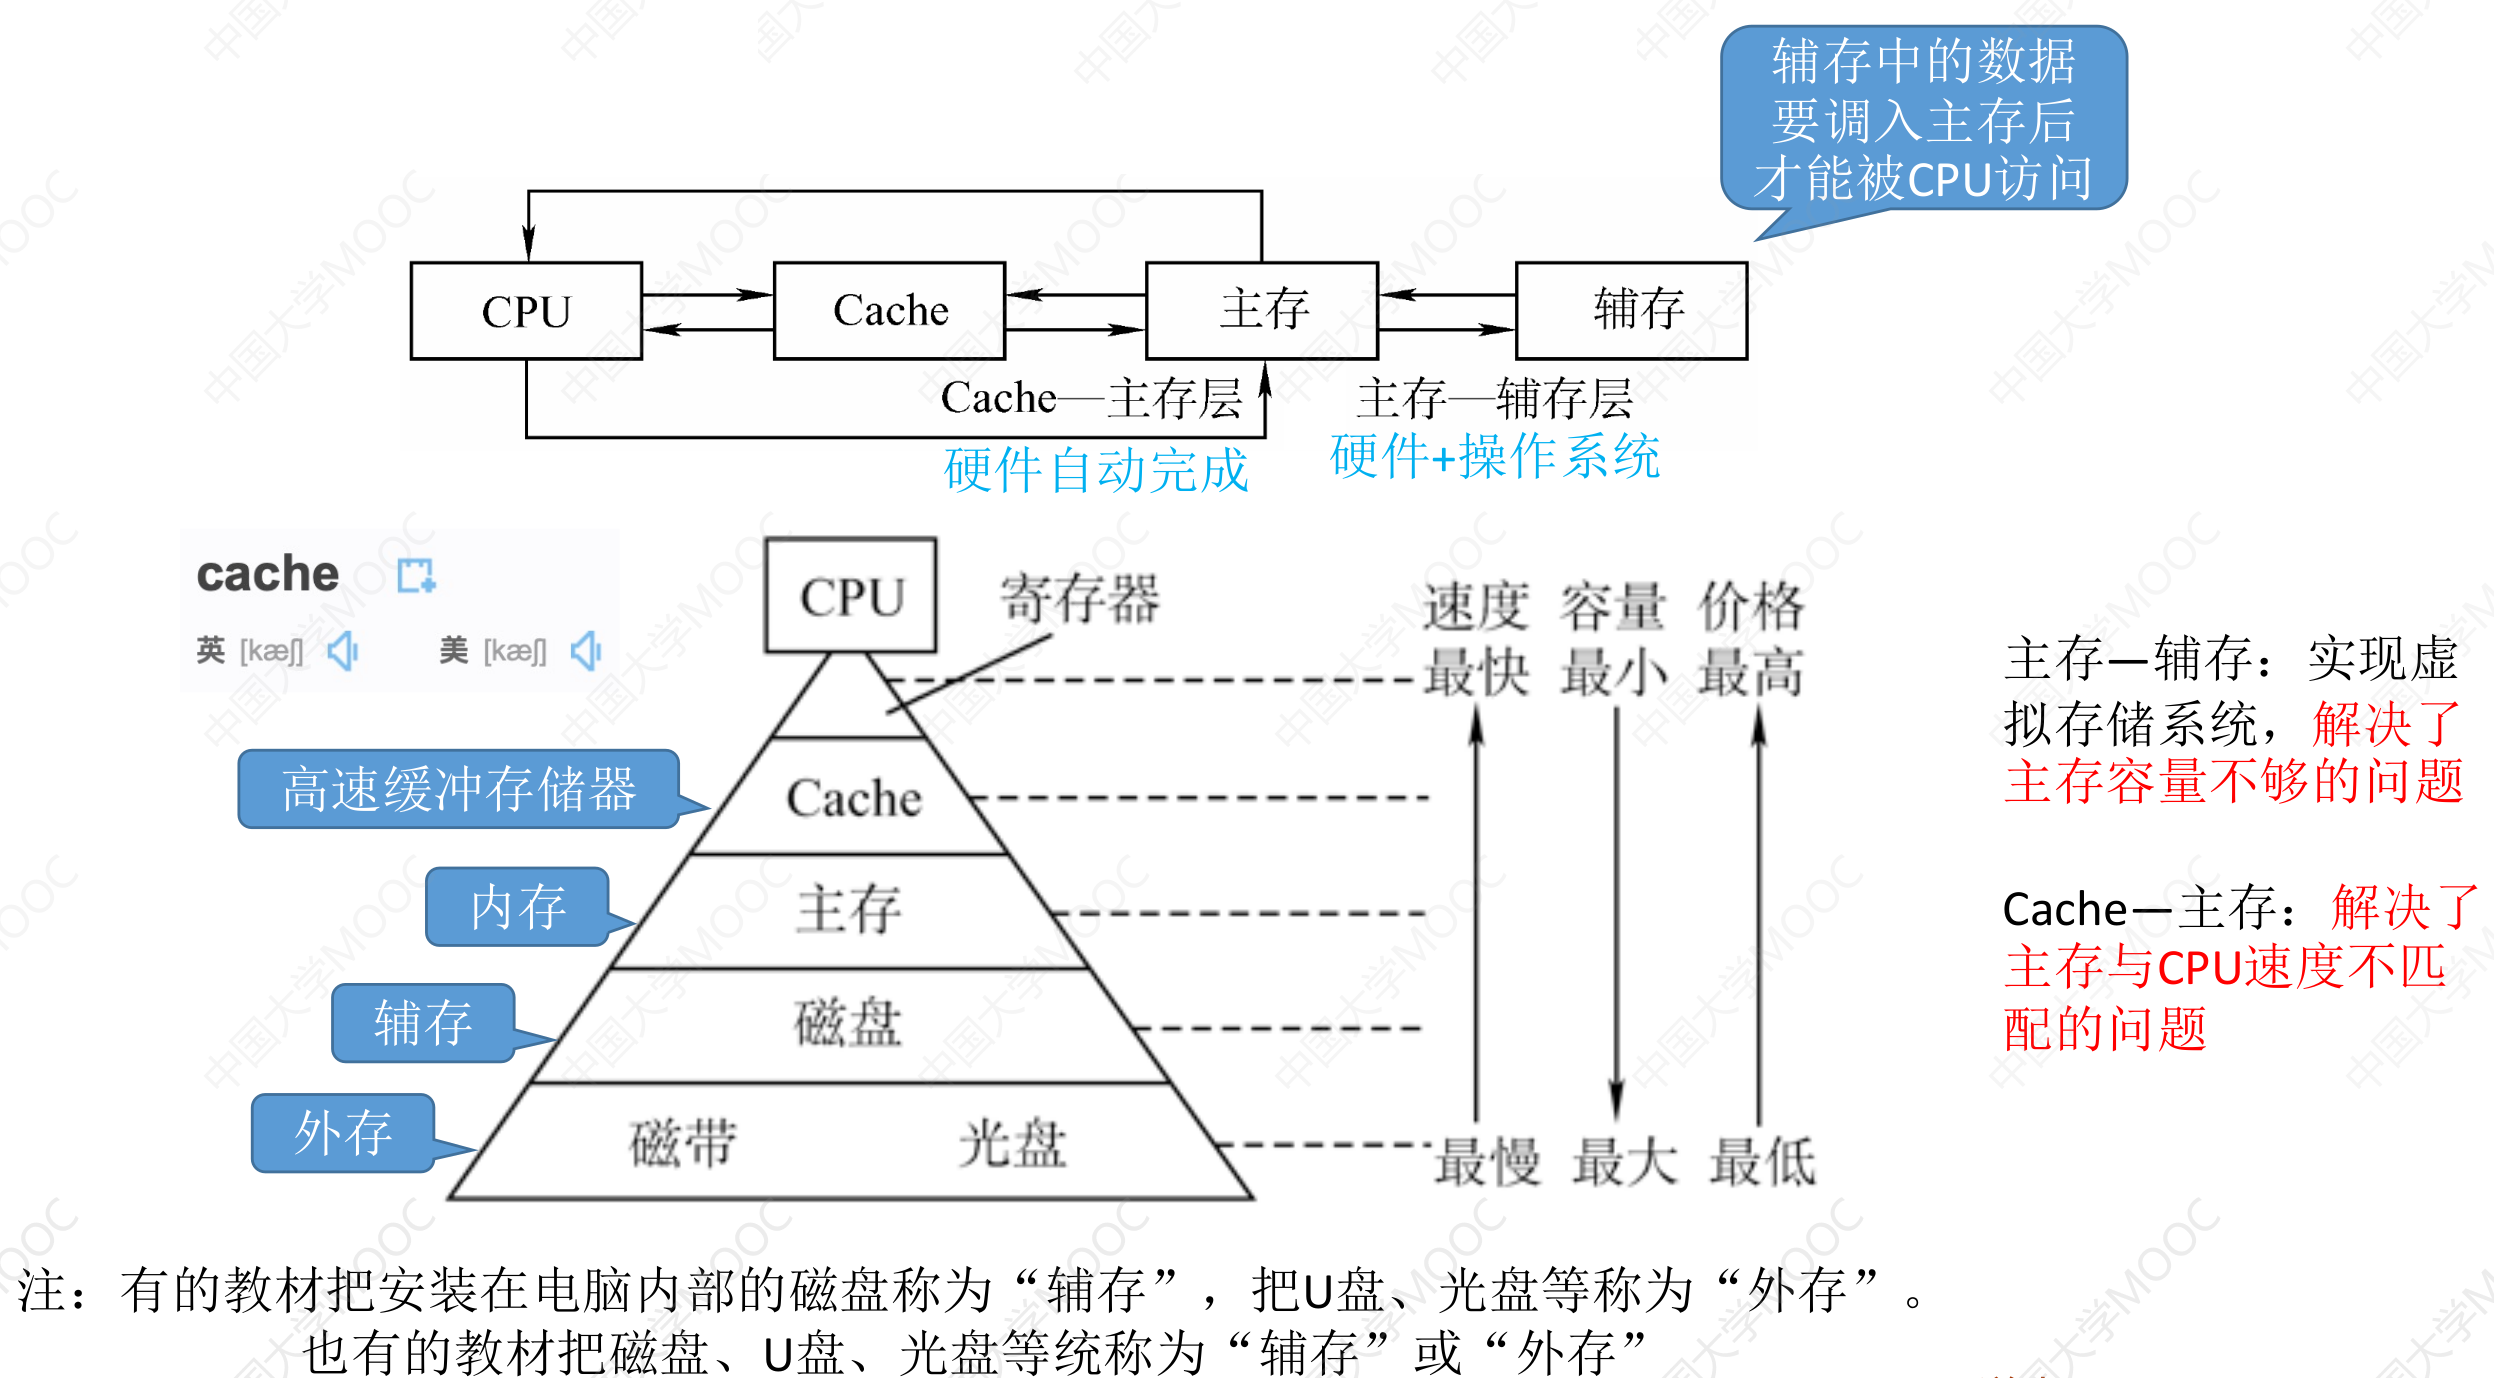 辅存中的数据
要调入主存后
才能被CPU访问
CPU
Cache
主存
辅存
Cache—主存层
主存—辅存层
硬件自动完成
硬件+操作系统
cache
英 [kæʃ]
美 [kæʃ]
CPU
寄存器
速度 容量 价格
最快 最小 最高
高速缓冲存储器
Cache
内存
主存
辅存
磁盘
外存
磁带
光盘
最慢 最大 最低
主存—辅存：实现虚
拟存储系统，解决了
主存容量不够的问题
Cache—主存：解决了
主存与CPU速度不匹
配的问题
注：有的教材把安装在电脑内部的磁盘称为“辅存”，把U盘、光盘等称为“外存”。
也有的教材把磁盘、U盘、光盘等统称为“辅存”或“外存”
中国大学MOOC